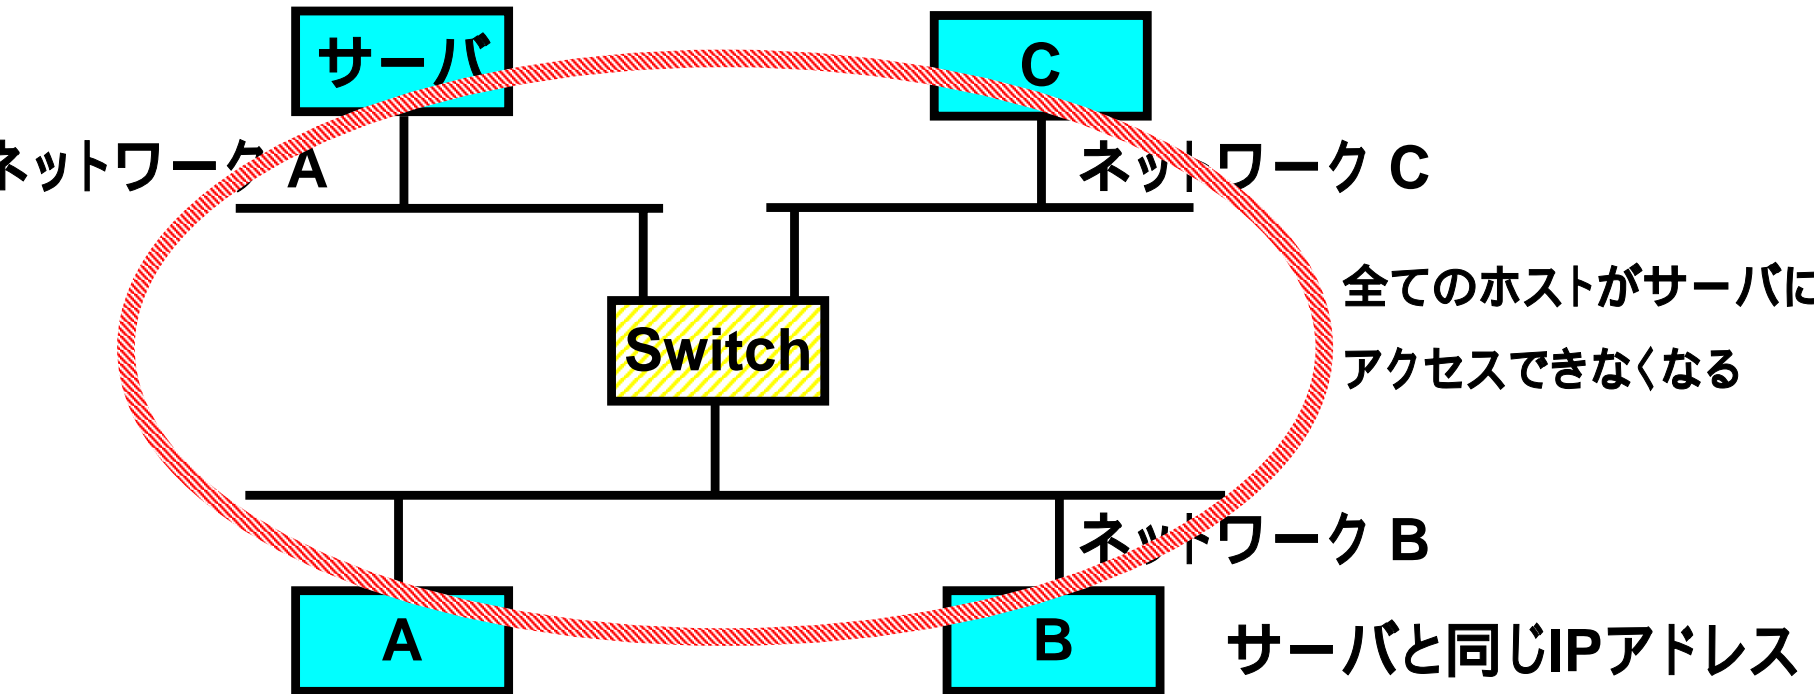 サーバ
C
ネットワーク A
ネットワーク C
全てのホストがサーバに
アクセスできなくなる
Switch
ネットワーク B
A
B
サーバと同じIPアドレス